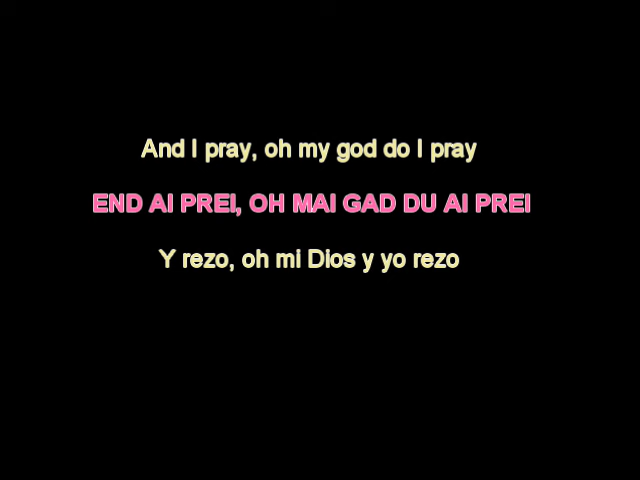 And I pray, oh my god do I pray
END AI PREI, OH MAI GAD DU AI PREI
Y rezo, oh mi Dios y yo rezo